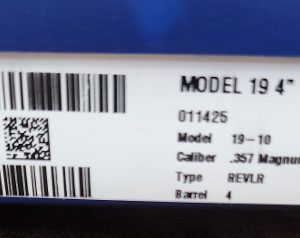 MODEL 19 4"
011425
Model 19-10
Caliber .357 Magnum
Type REVLR
Barrel 4